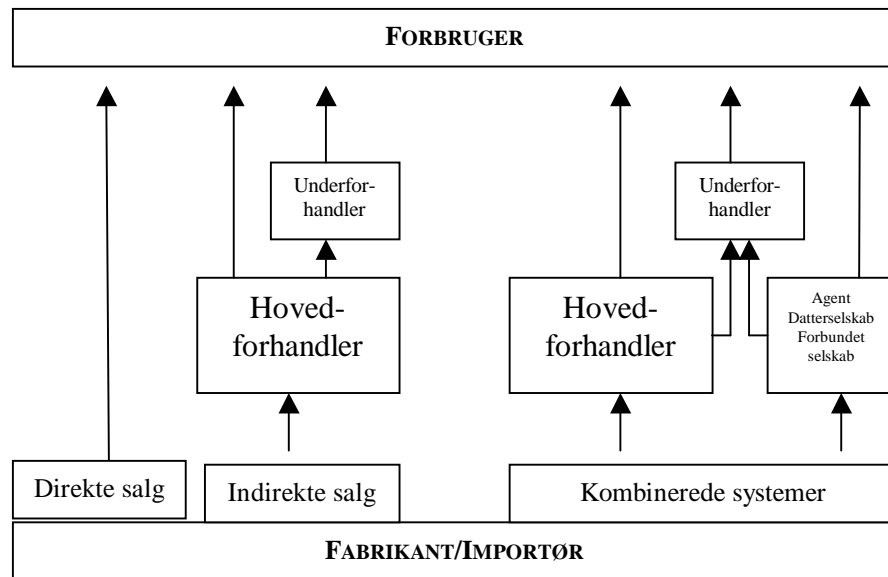 FORBRUGER
Underfor-
handler
Underfor-
handler
Hoved-
forhandler
Hoved-
forhandler
Agent
Datterselskab
Forbundet
selskab
Direkte salg
Indirekte salg
Kombinerede systemer
FABRIKANT/IMPORTØR